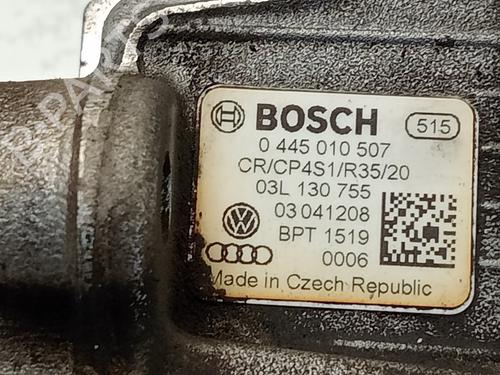 BOSCH 515
0 445 010 507
CR/CP4S1/R35/20
03L 130 755
03 041208
BPT 1519
0006
Made in Czech Republic